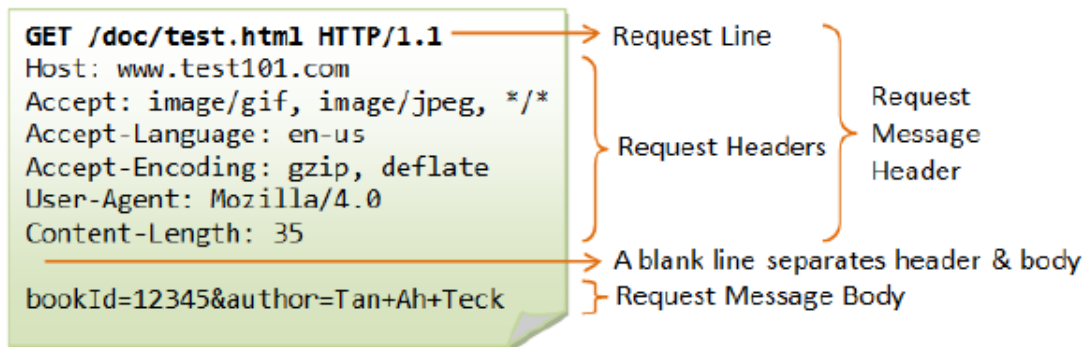 GET /doc/test.html HTTP/1.1
Host: www.test101.com
Accept: image/gif, image/jpeg, */*
Accept-Language: en-us
Accept-Encoding: gzip, deflate
User-Agent: Mozilla/4.0
Content-Length: 35
bookId=12345&author=Tan+Ah+Teck
Request Line
Request Headers
Request
Message
Header
A blank line separates header & body
Request Message Body